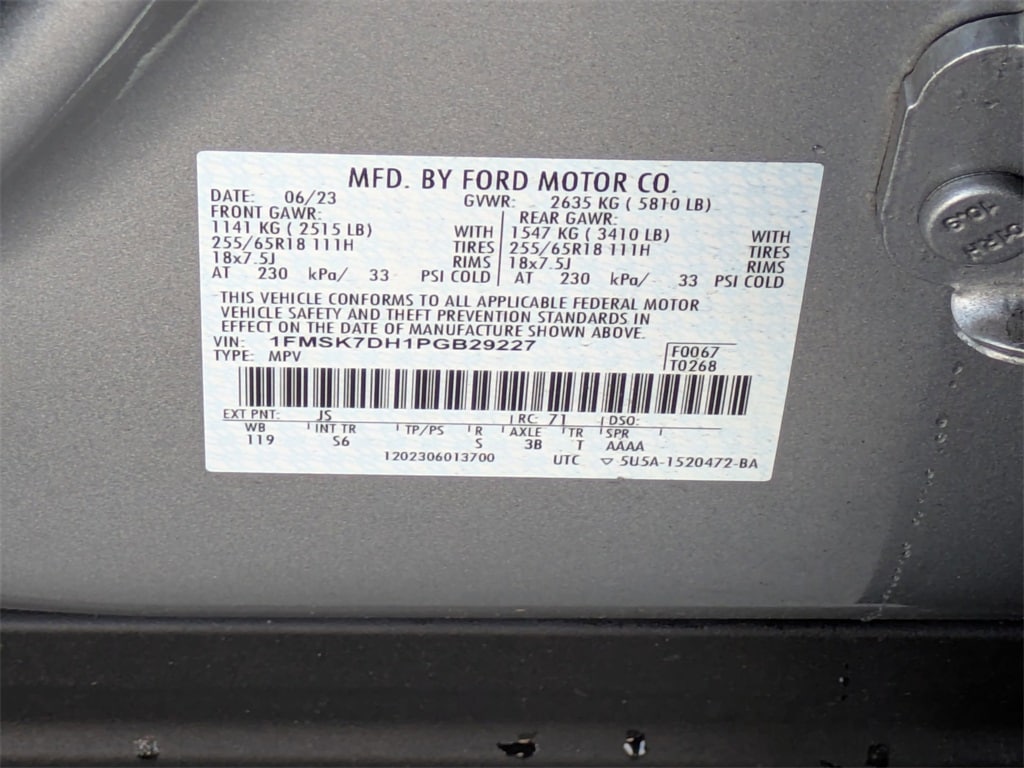 MFD. BY FORD MOTOR CO.
DATE: 06/23 GVWR: 2635 KG ( 5810 LB)
FRONT GAWR: REAR GAWR:
1141 KG ( 2515 LB) WITH 1547 KG ( 3410 LB) WITH
255/65R18 111H TIRES 255/65R18 111H TIRES
18x7.5J RIMS 18x7.5J RIMS
AT 230 kPa/ 33 PSI COLD AT 230 kPa/ 33 PSI COLD
THIS VEHICLE CONFORMS TO ALL APPLICABLE FEDERAL MOTOR
VEHICLE SAFETY AND THEFT PREVENTION STANDARDS IN
EFFECT ON THE DATE OF MANUFACTURE SHOWN ABOVE.
VIN: 1FMSK7DH1PGB29227
TYPE: MPV
F0067
T0268
EXT PNT: JS RC: 71 DSO:
WB INT TR TP/PS R AXLE TR SPR
119 S6 S 3B T AAAA
1202306013700 UTC ▽ 5U5A-1520472-BA
10.9